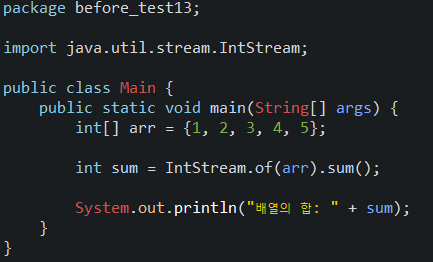 package before_test13;
import java.util.stream.IntStream;
public class Main {
public static void main(String[] args) {
int[] arr = {1, 2, 3, 4, 5};
int sum = IntStream.of(arr).sum();
System.out.println("배열의 합: " + sum);
}
}